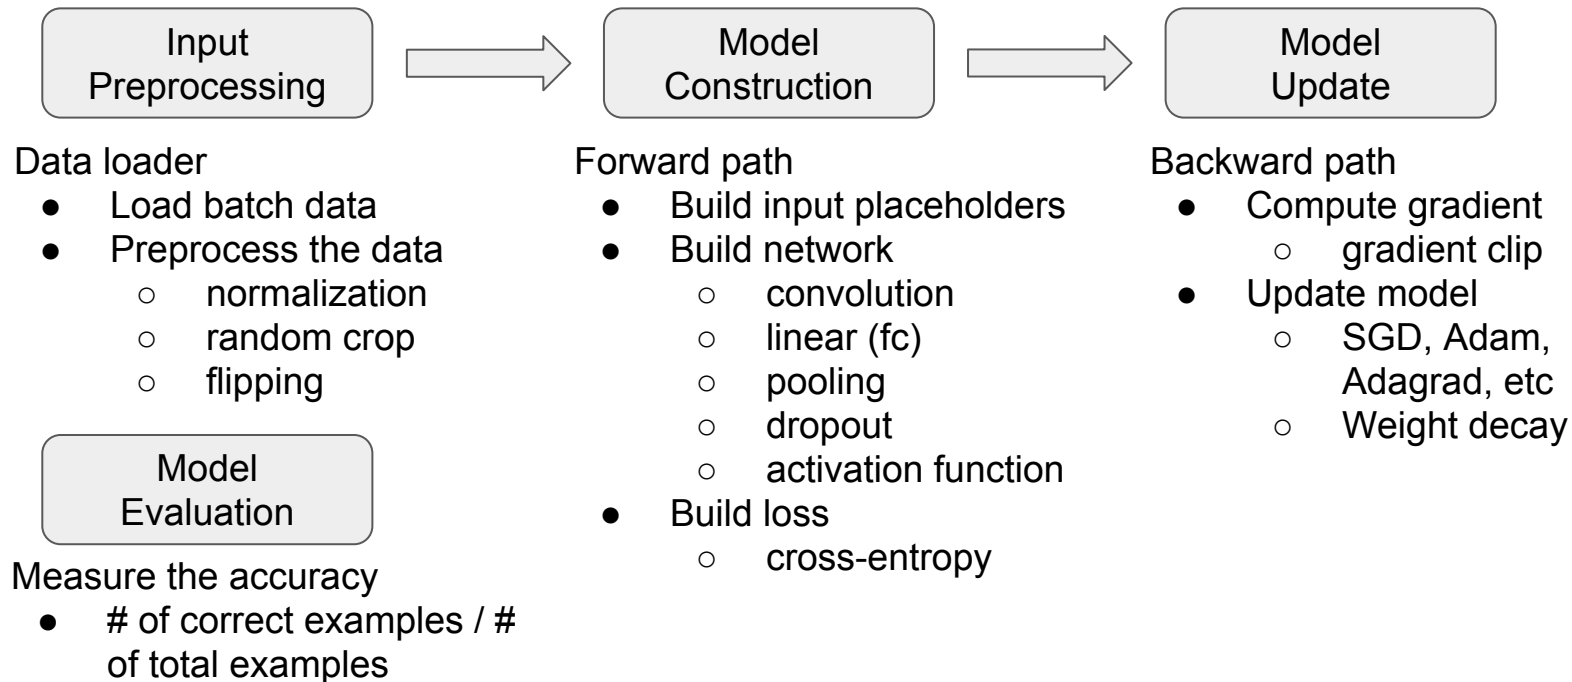 Input
Preprocessing
Model
Construction
Model
Update
Data loader
● Load batch data
● Preprocess the data
○ normalization
○ random crop
○ flipping
Forward path
● Build input placeholders
● Build network
○ convolution
○ linear (fc)
○ pooling
○ dropout
○ activation function
● Build loss
○ cross-entropy
Backward path
● Compute gradient
○ gradient clip
● Update model
○ SGD, Adam,
Adagrad, etc
○ Weight decay
Model
Evaluation
Measure the accuracy
● # of correct examples / #
of total examples